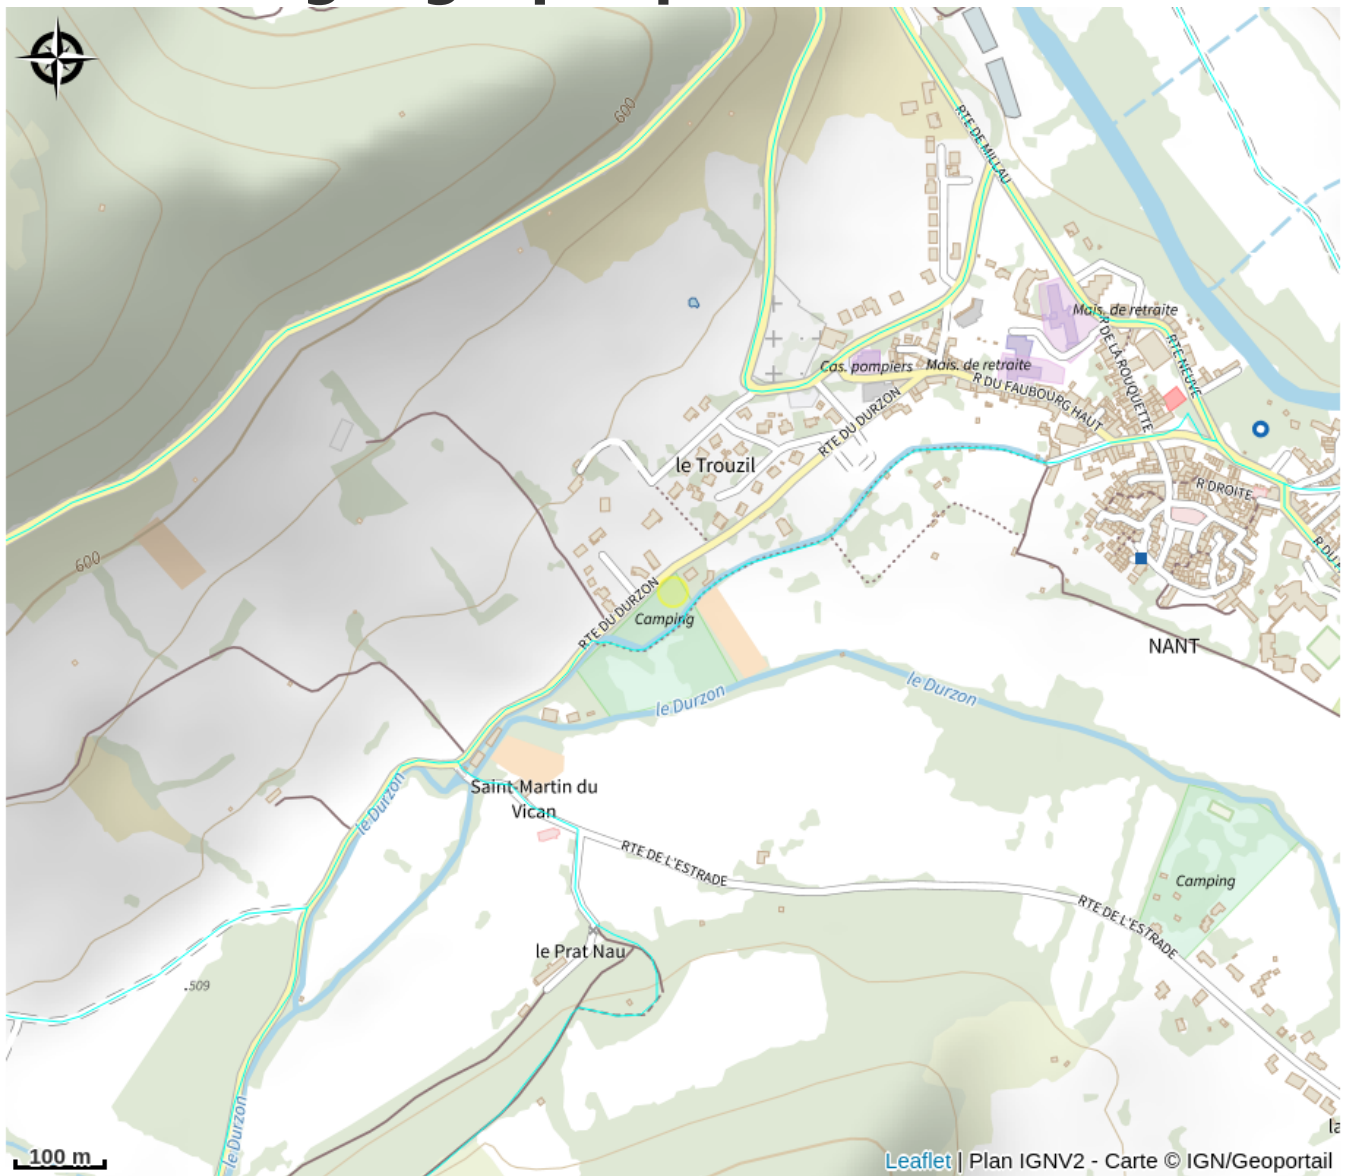 600
RTE DE MILLAU
Mais. de retraite
R DE LA ROUQUETTE
RTE NEUVE
Cas. pompiers
Mais. de retraite
R DU FAUBOURG HAUT
RTE DU DURZON
le Trouzil
R DROITE
600
RTE DU DURZON
Camping
NANT
le Durzon
le Durzon
Saint-Martin du
Vican
le Durzon
RTE DE L'ESTRADE
Camping
RTE DE L'ESTRADE
le Prat Nau
.509
le Durzon
100 m
Leaflet | Plan IGNV2 - Carte © IGN/Geoportail